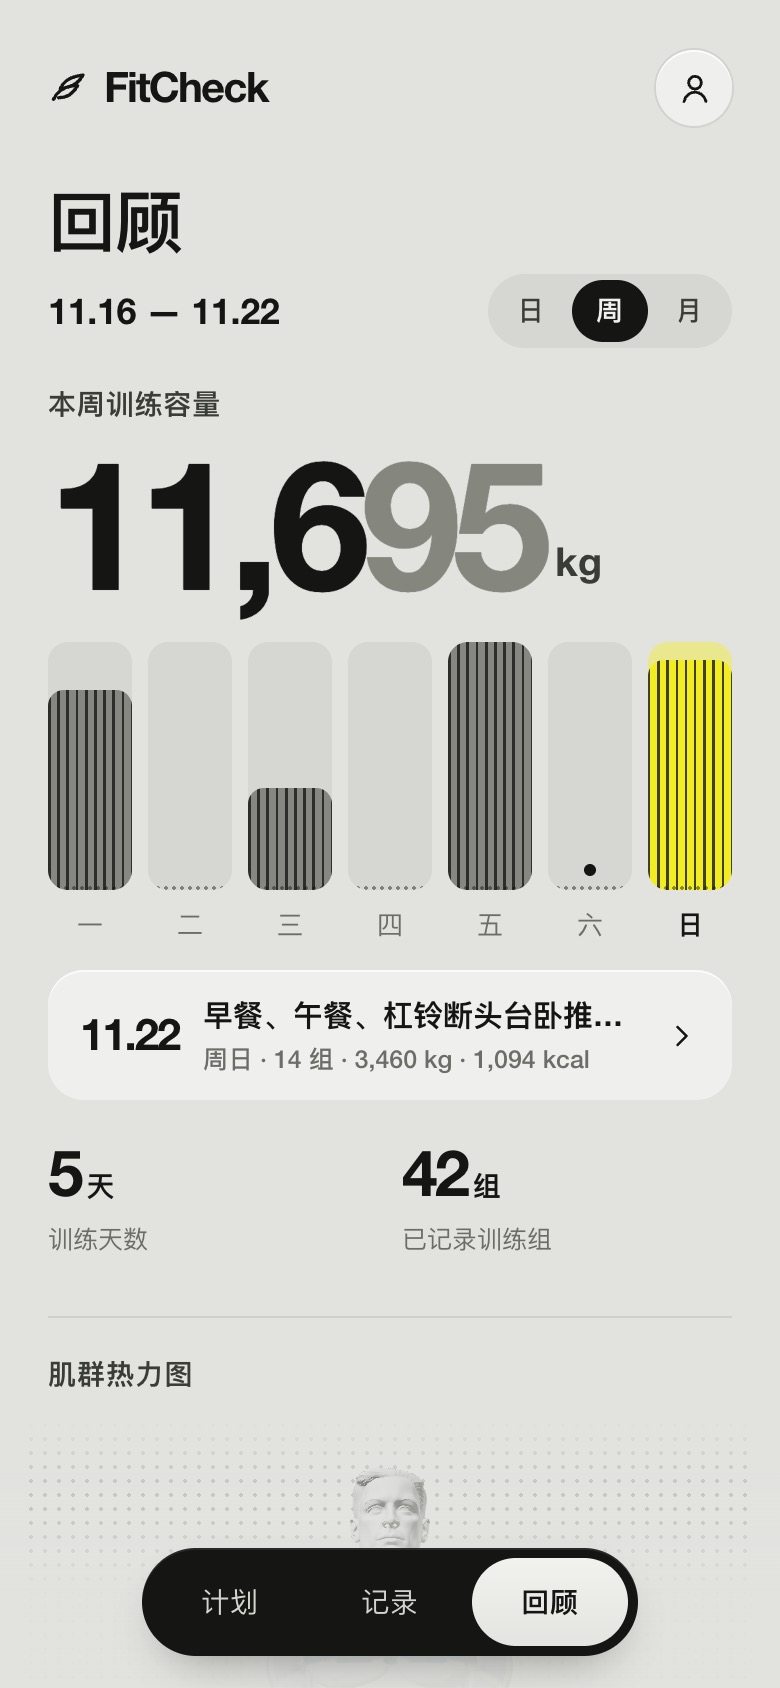 FitCheck
回顾
11.16 — 11.22
日 周 月
本周训练容量
11,695 kg
一 二 三 四 五 六 日
11.22
早餐、午餐、杠铃断头台卧推...
周日 · 14 组 · 3,460 kg · 1,094 kcal
5天 42组
训练天数 已记录训练组
肌群热力图
计划 记录 回顾